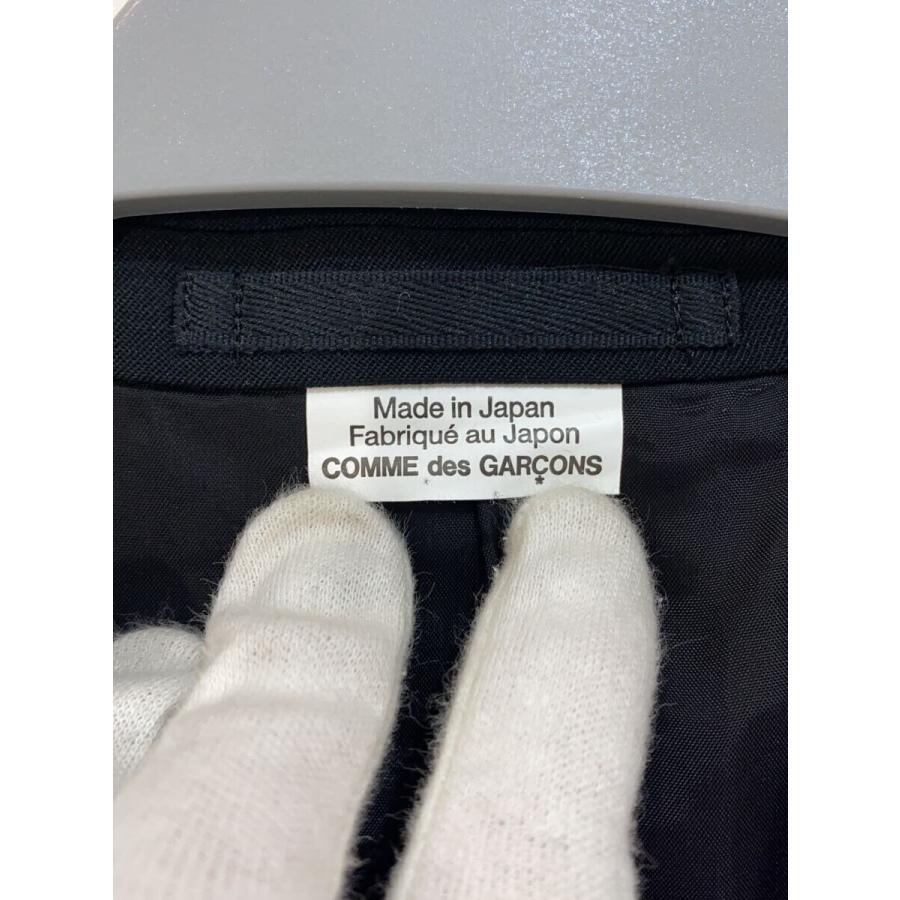 Made in Japan
Fabriqué au Japon
COMME des GARÇONS
*